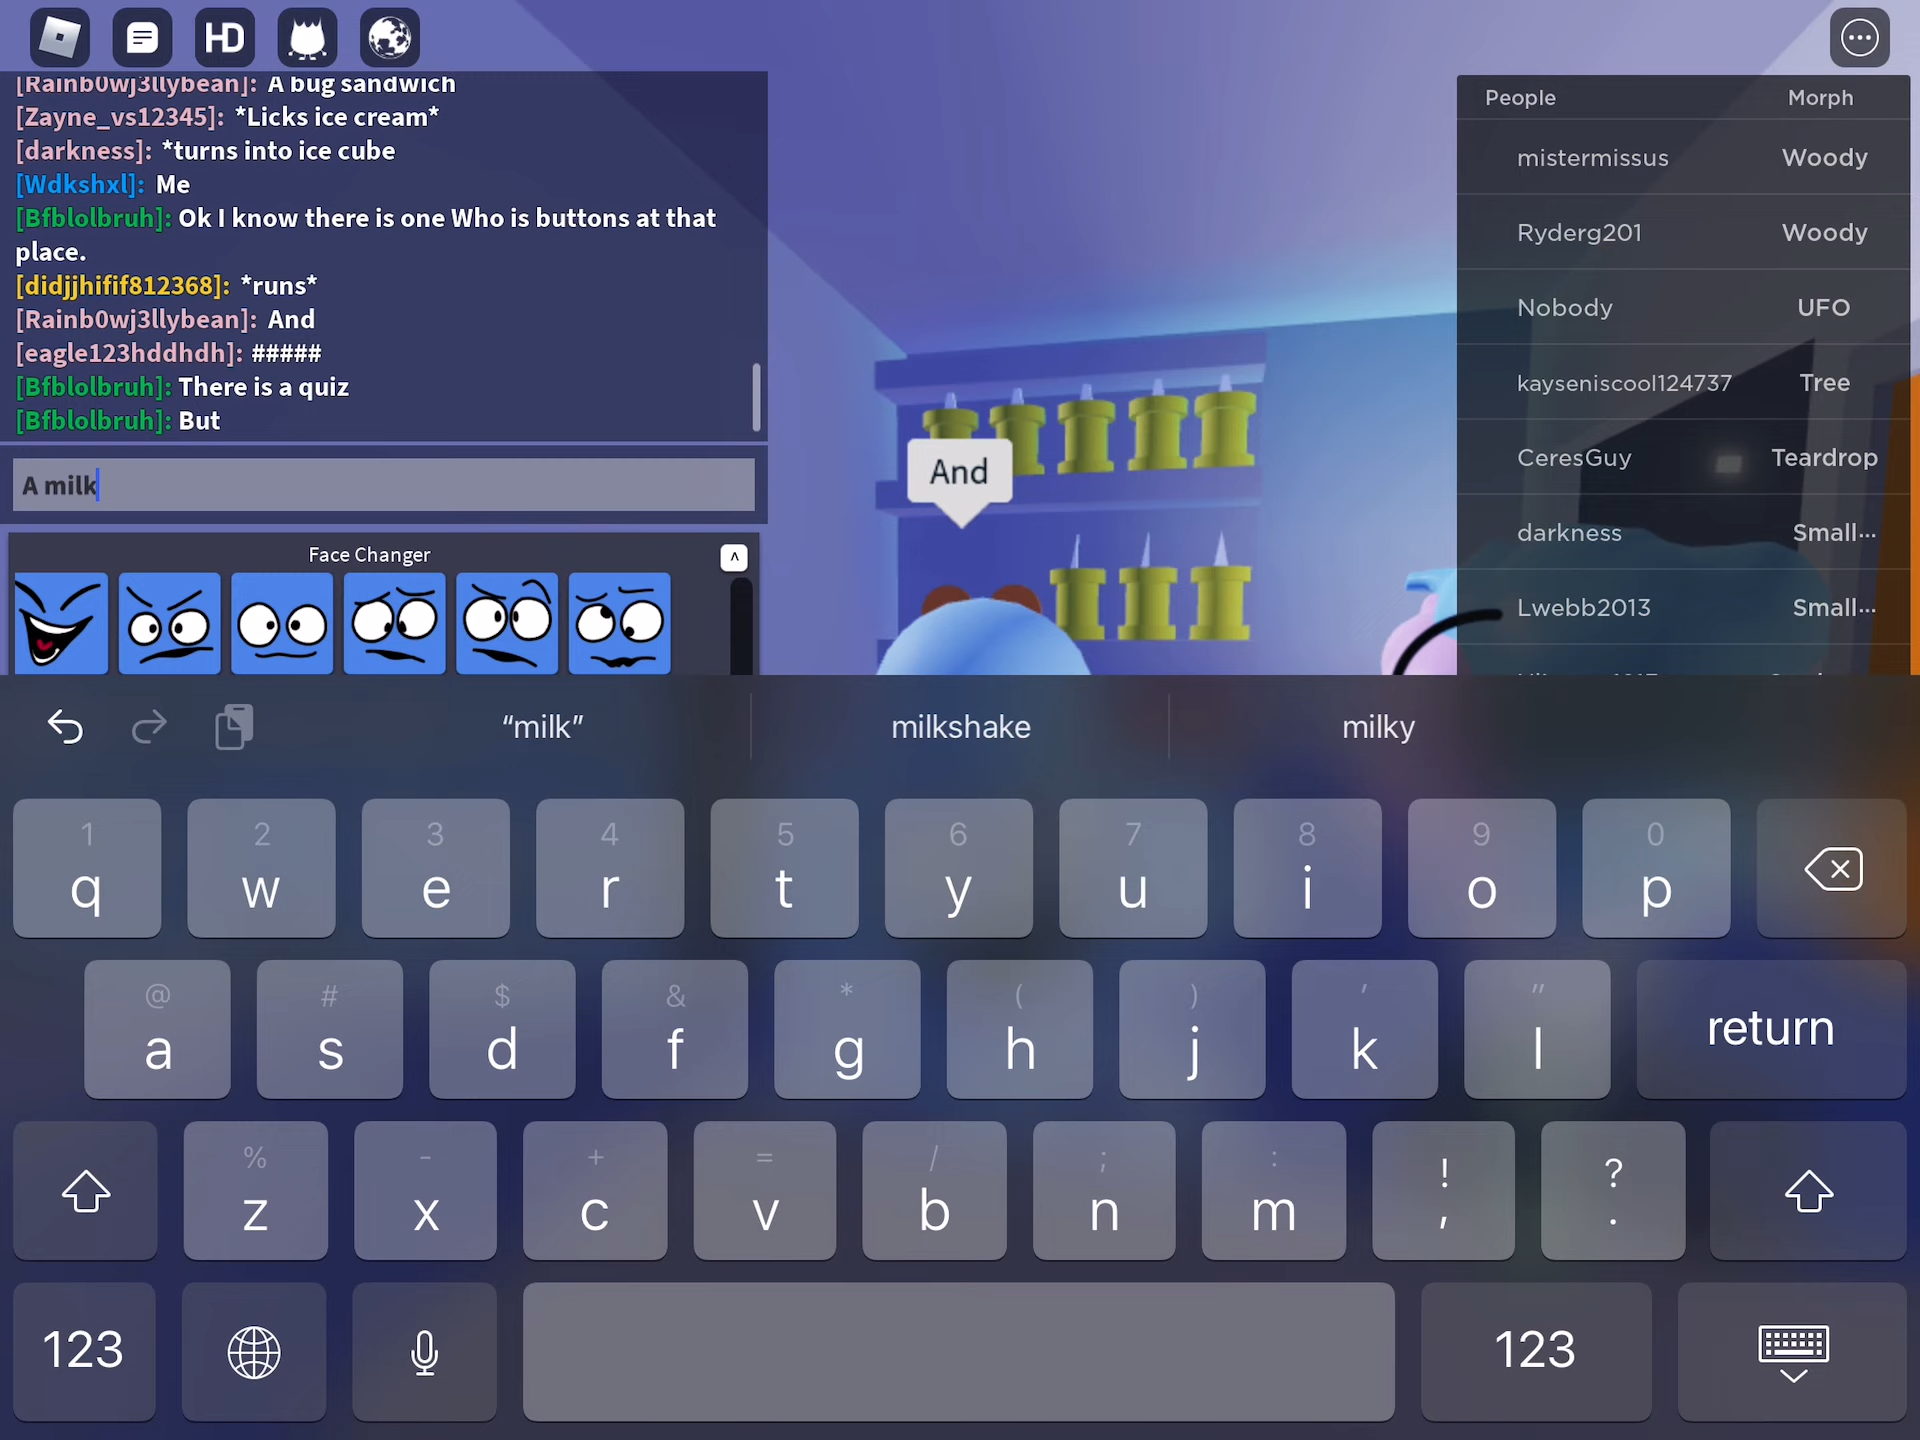 HD
[Rainb0wj3llybean]: A bug sandwich
[Zayne_vs12345]: *Licks ice cream*
[darkness]: *turns into ice cube
[Wdkshxl]: Me
[Bfblolbruh]: Ok I know there is one Who is buttons at that
place.
[didjjhifif812368]: *runs*
[Rainb0wj3llybean]: And
[eagle123hddhdh]: #####
[Bfblolbruh]: There is a quiz
[Bfblolbruh]: But
A milk
Face Changer
^
And
People Morph
mistermissus Woody
Ryderg201 Woody
Nobody UFO
kayseniscool124737 Tree
CeresGuy Teardrop
darkness Small...
Lwebb2013 Small...
“milk” milkshake milky
1 2 3 4 5 6 7 8 9 0
q w e r t y u i o p
@ # $ & * ( ) ' "
a s d f g h j k l return
% - + = / ; : ! ?
z x c v b n m , .
123 123